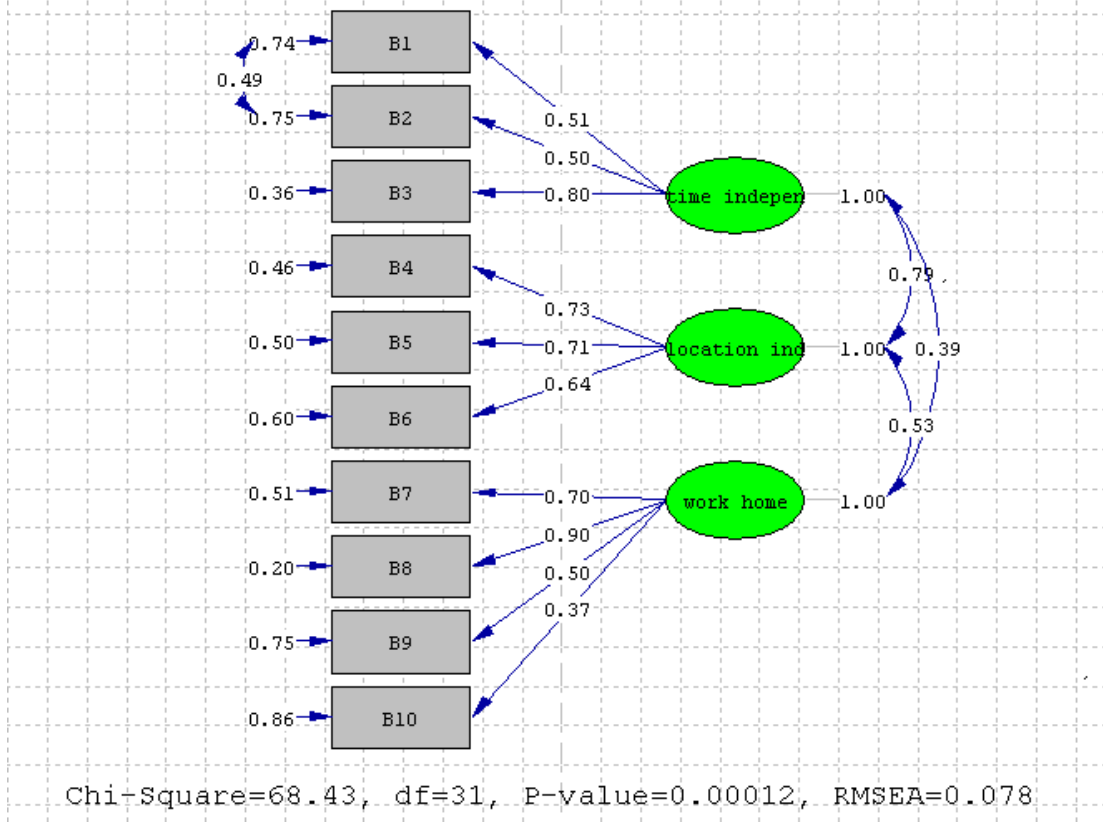 0.74 B1
0.49
0.75 B2 0.51
0.50
0.36 B3 0.80 time indepen 1.00
0.46 B4 0.79
0.73
0.50 B5 0.71 location ind 1.00 0.39
0.64
0.60 B6 0.53
0.51 B7 0.70 work home 1.00
0.90
0.20 B8 0.50
0.37
0.75 B9
0.86 B10
Chi-Square=68.43, df=31, P-value=0.00012, RMSEA=0.078